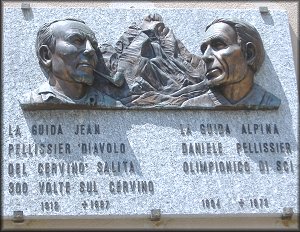 LA GUIDA JEAN
PELLISSIER "DIAVOLO
DEL CERVINO" SALITA
300 VOLTE SUL CERVINO
LA GUIDA ALPINA
DANIELE PELLISSIER
OLIMPIONICO DI SCI